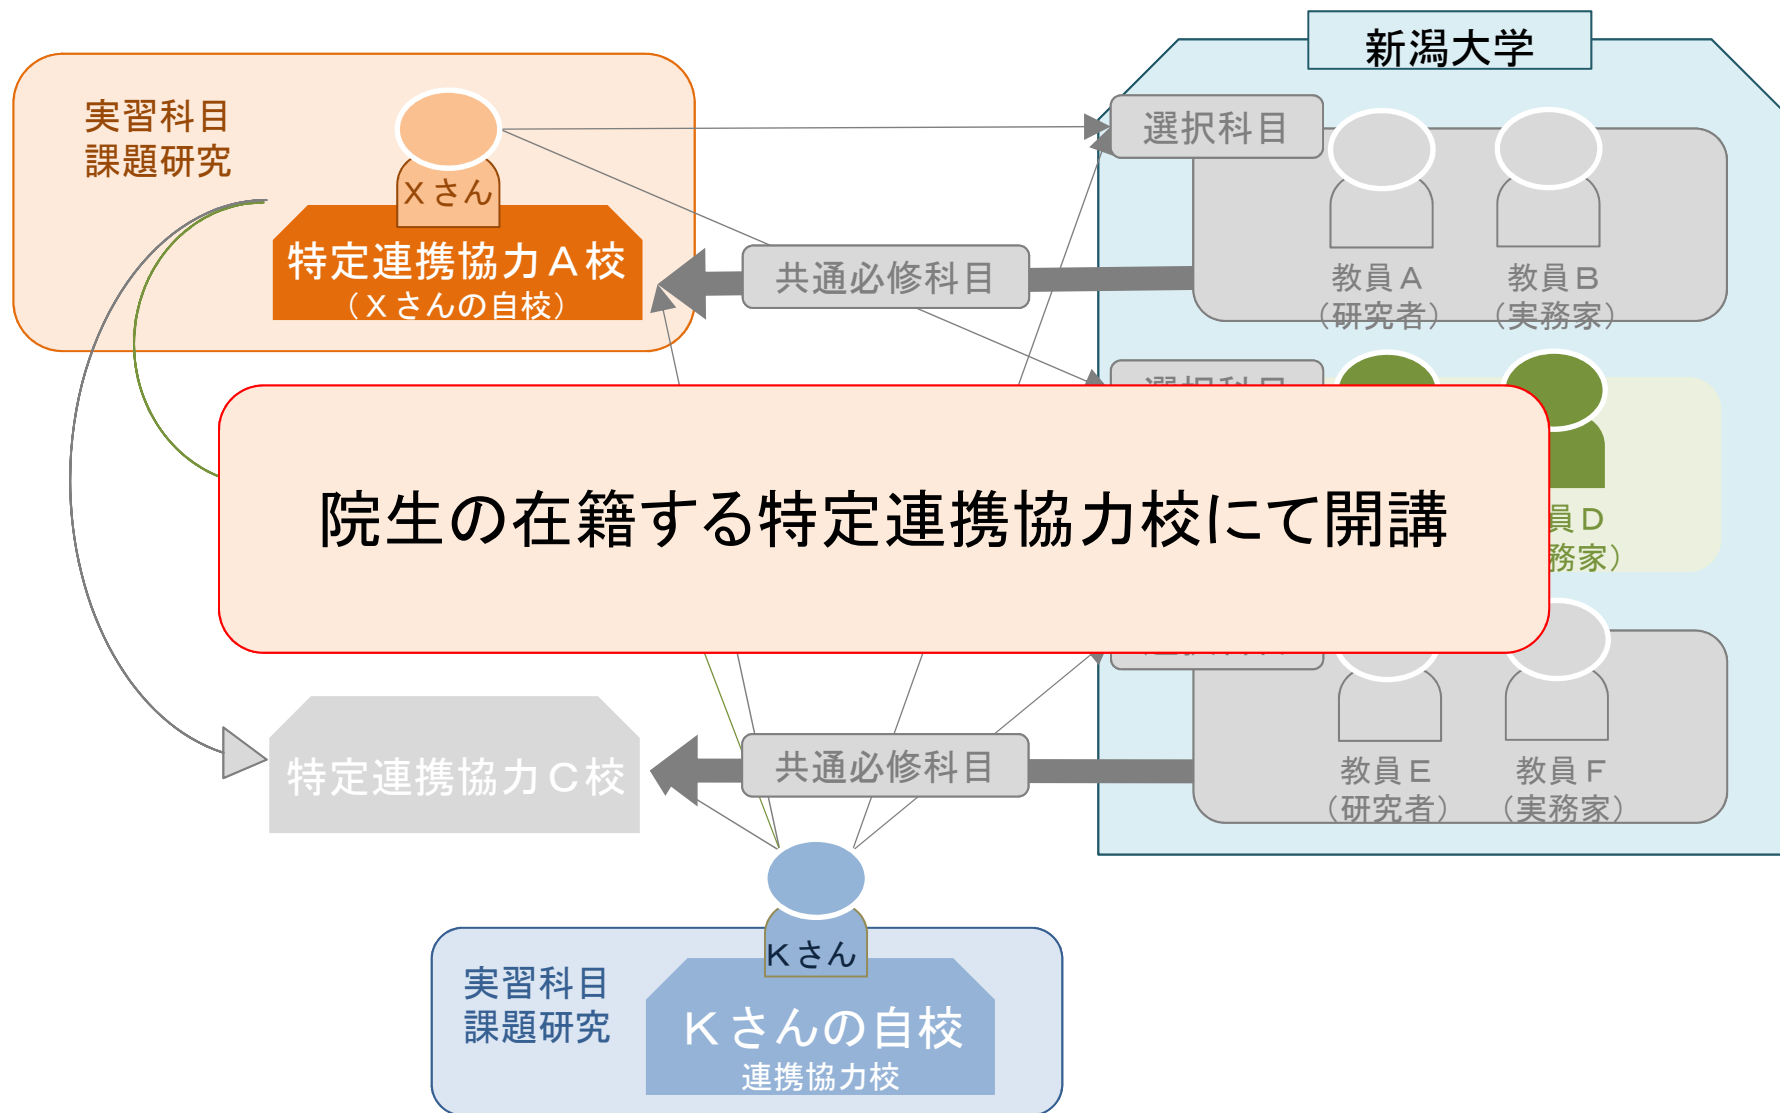 新潟大学
実習科目
課題研究
Xさん
特定連携協力A校
（Xさんの自校）
選択科目
共通必修科目
教員A
（研究者）
教員B
（実務家）
選択科目
員D
務家）
院生の在籍する特定連携協力校にて開講
特定連携協力C校
共通必修科目
教員E
（研究者）
教員F
（実務家）
Kさん
実習科目
課題研究
Kさんの自校
連携協力校